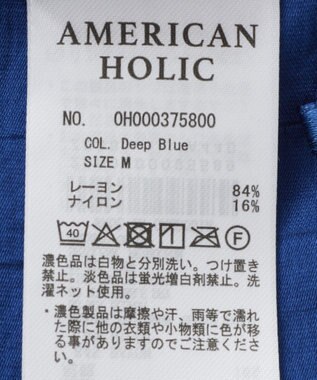 AMERICAN
HOLIC
NO. 0H000375800
COL. Deep Blue
SIZE M
レーヨン 84%
ナイロン 16%
40 F
濃色品は白物と分別洗い。つけ置き
禁止。淡色品は蛍光増白剤禁止。洗
濯ネット使用。
・濃色製品は摩擦や汗、雨等で濡れ
た際に他の衣類や小物類に色が移
る事がありますのでご注意くださ
い。